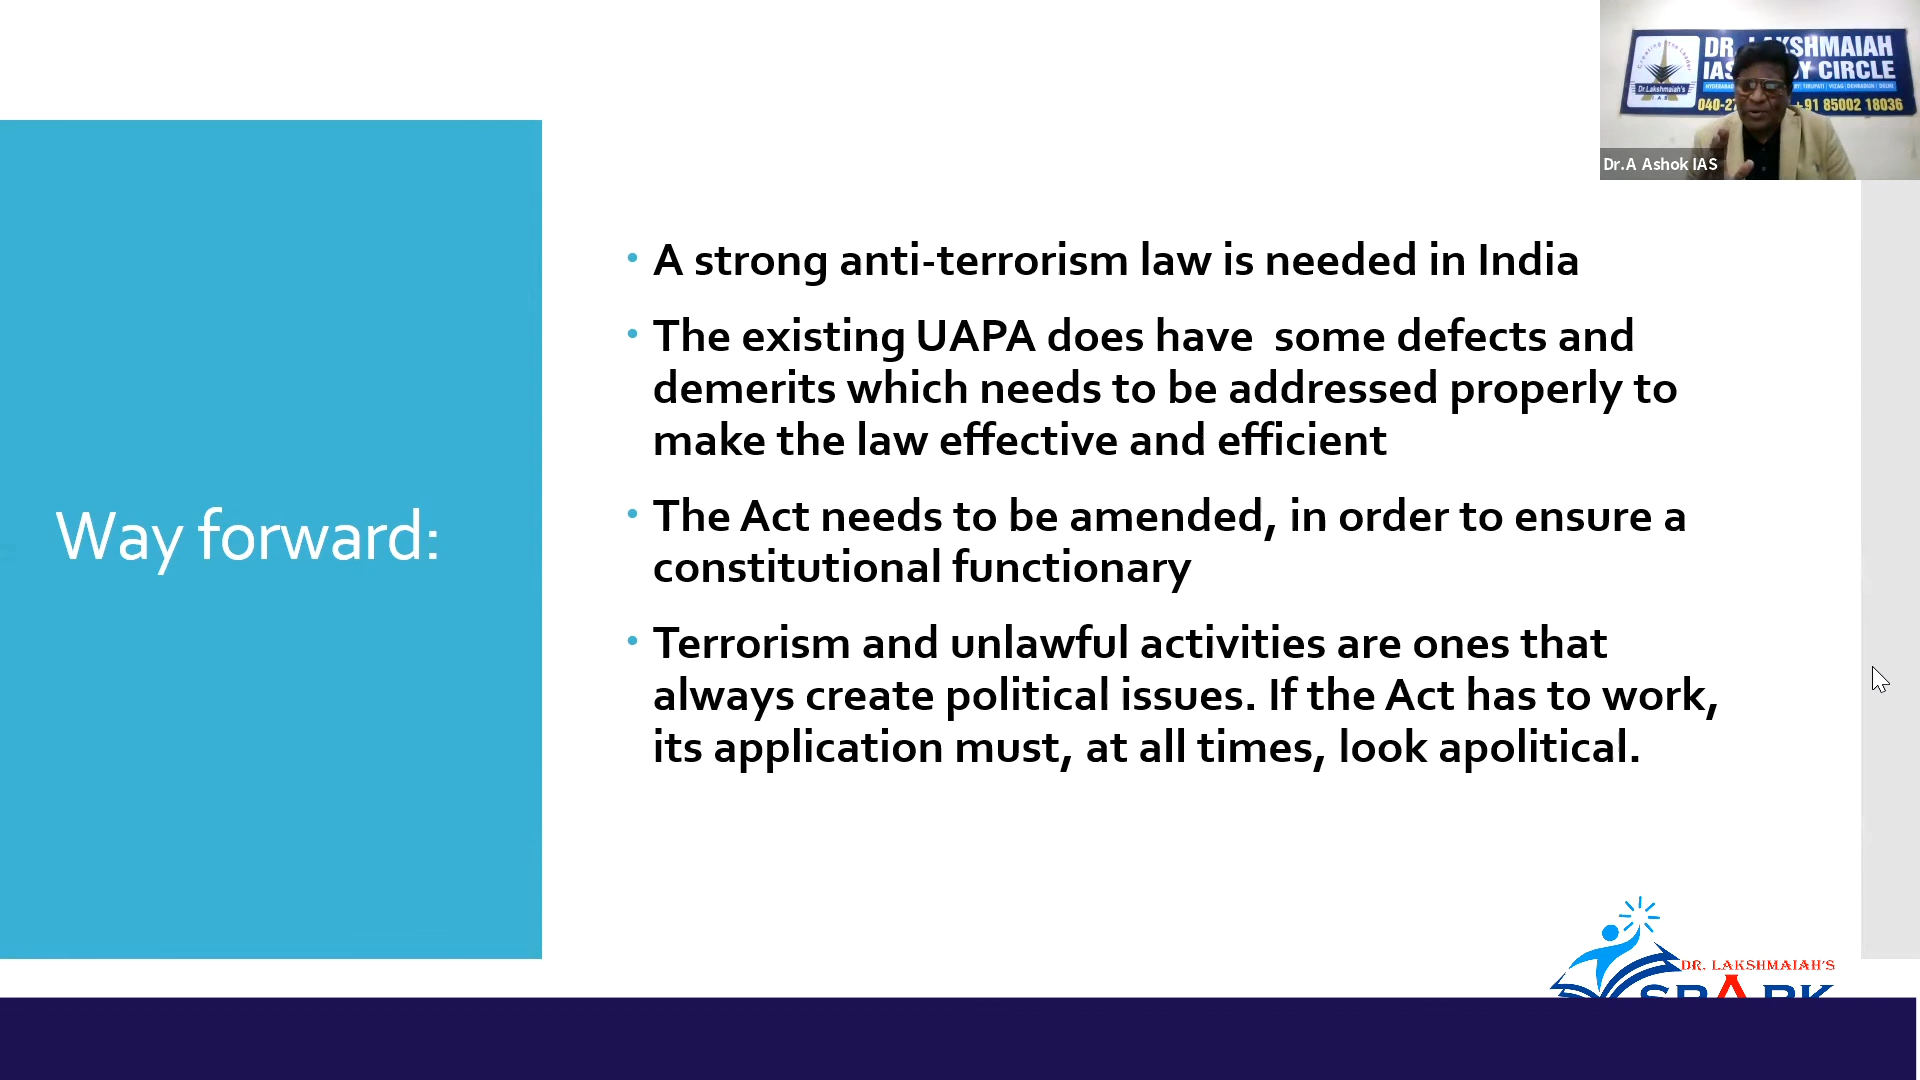 DR. LAKSHMAIAH
CIRCLE
+91 85002 18036
Dr.Lakshmaiah's
IAS
Dr.A Ashok IAS
Way forward:
• A strong anti-terrorism law is needed in India
• The existing UAPA does have some defects and
demerits which needs to be addressed properly to
make the law effective and efficient
• The Act needs to be amended, in order to ensure a
constitutional functionary
• Terrorism and unlawful activities are ones that
always create political issues. If the Act has to work,
its application must, at all times, look apolitical.
DR. LAKSHMAIAH'S
SPARK